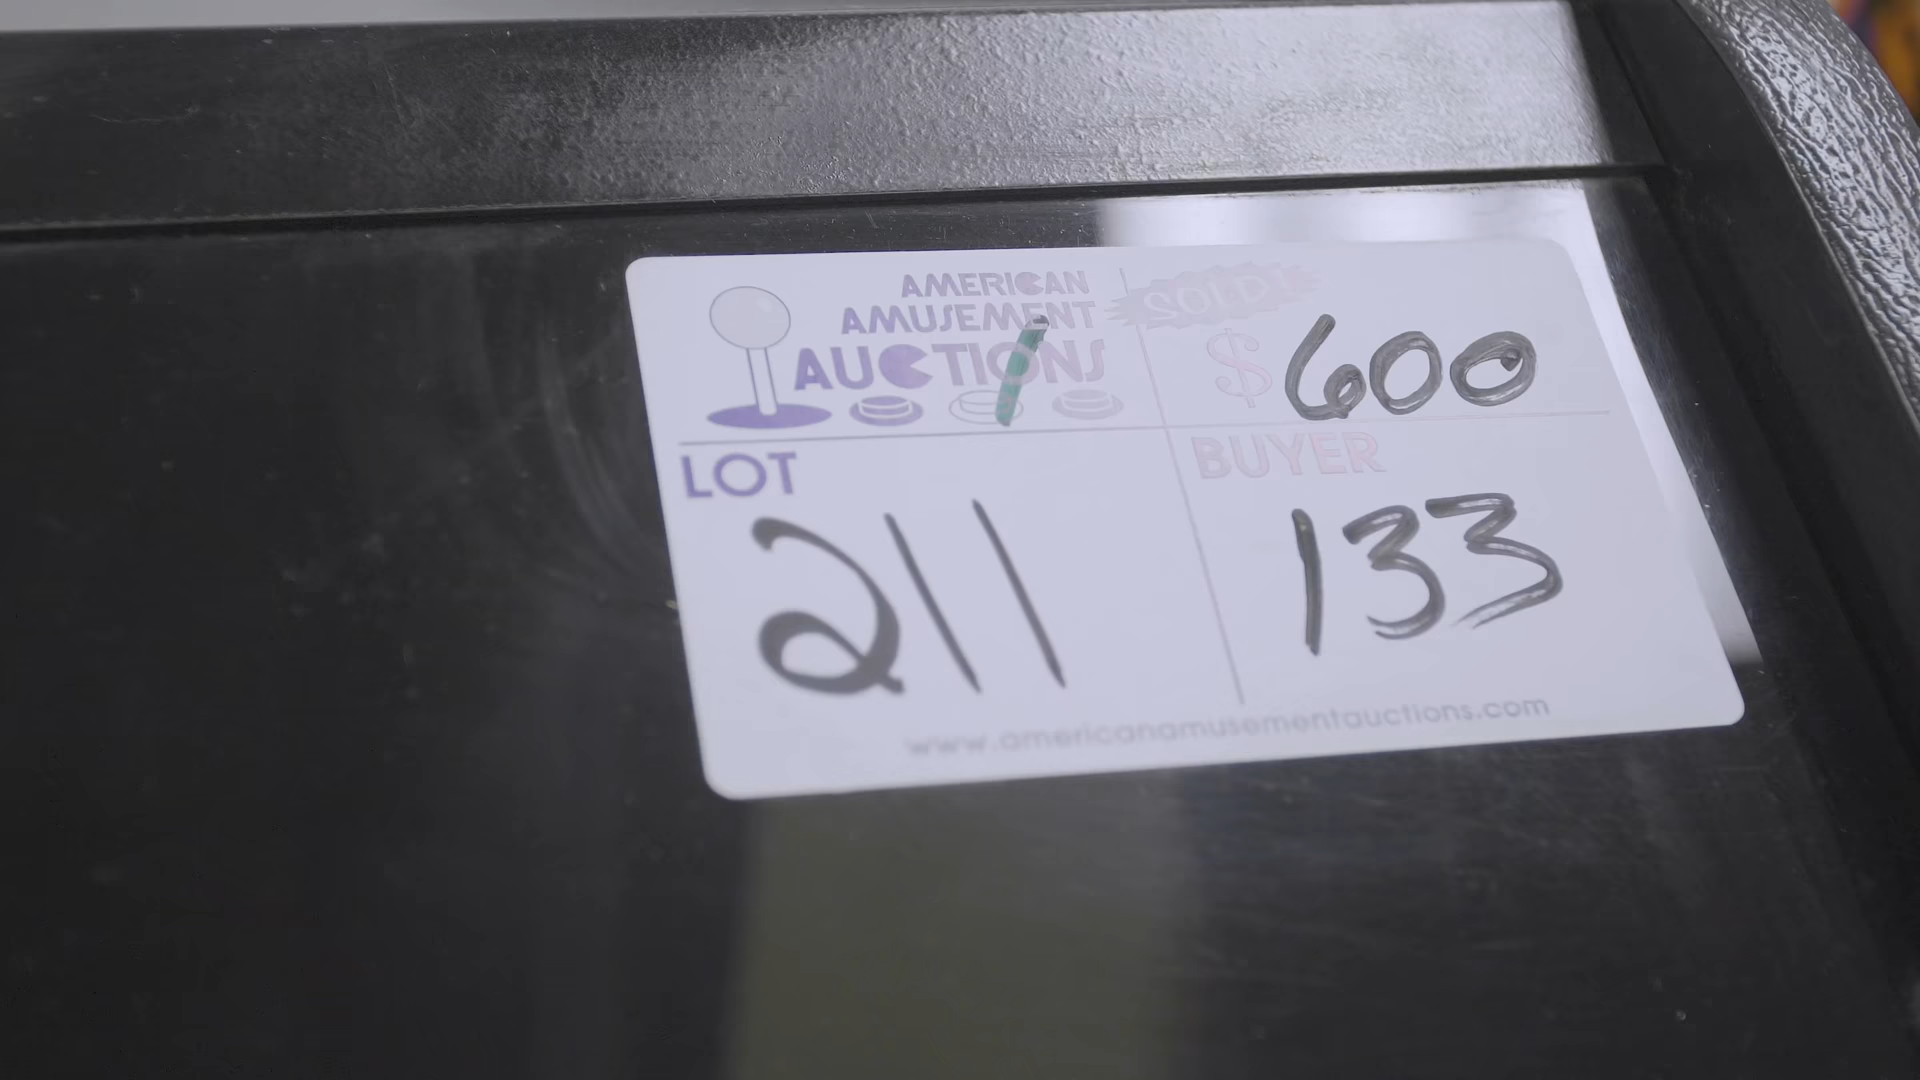 AMERICAN
AMUSEMENT
AUCTIONS
SOLD!
$ 600
LOT
211
BUYER
133
www.americanamusementauctions.com